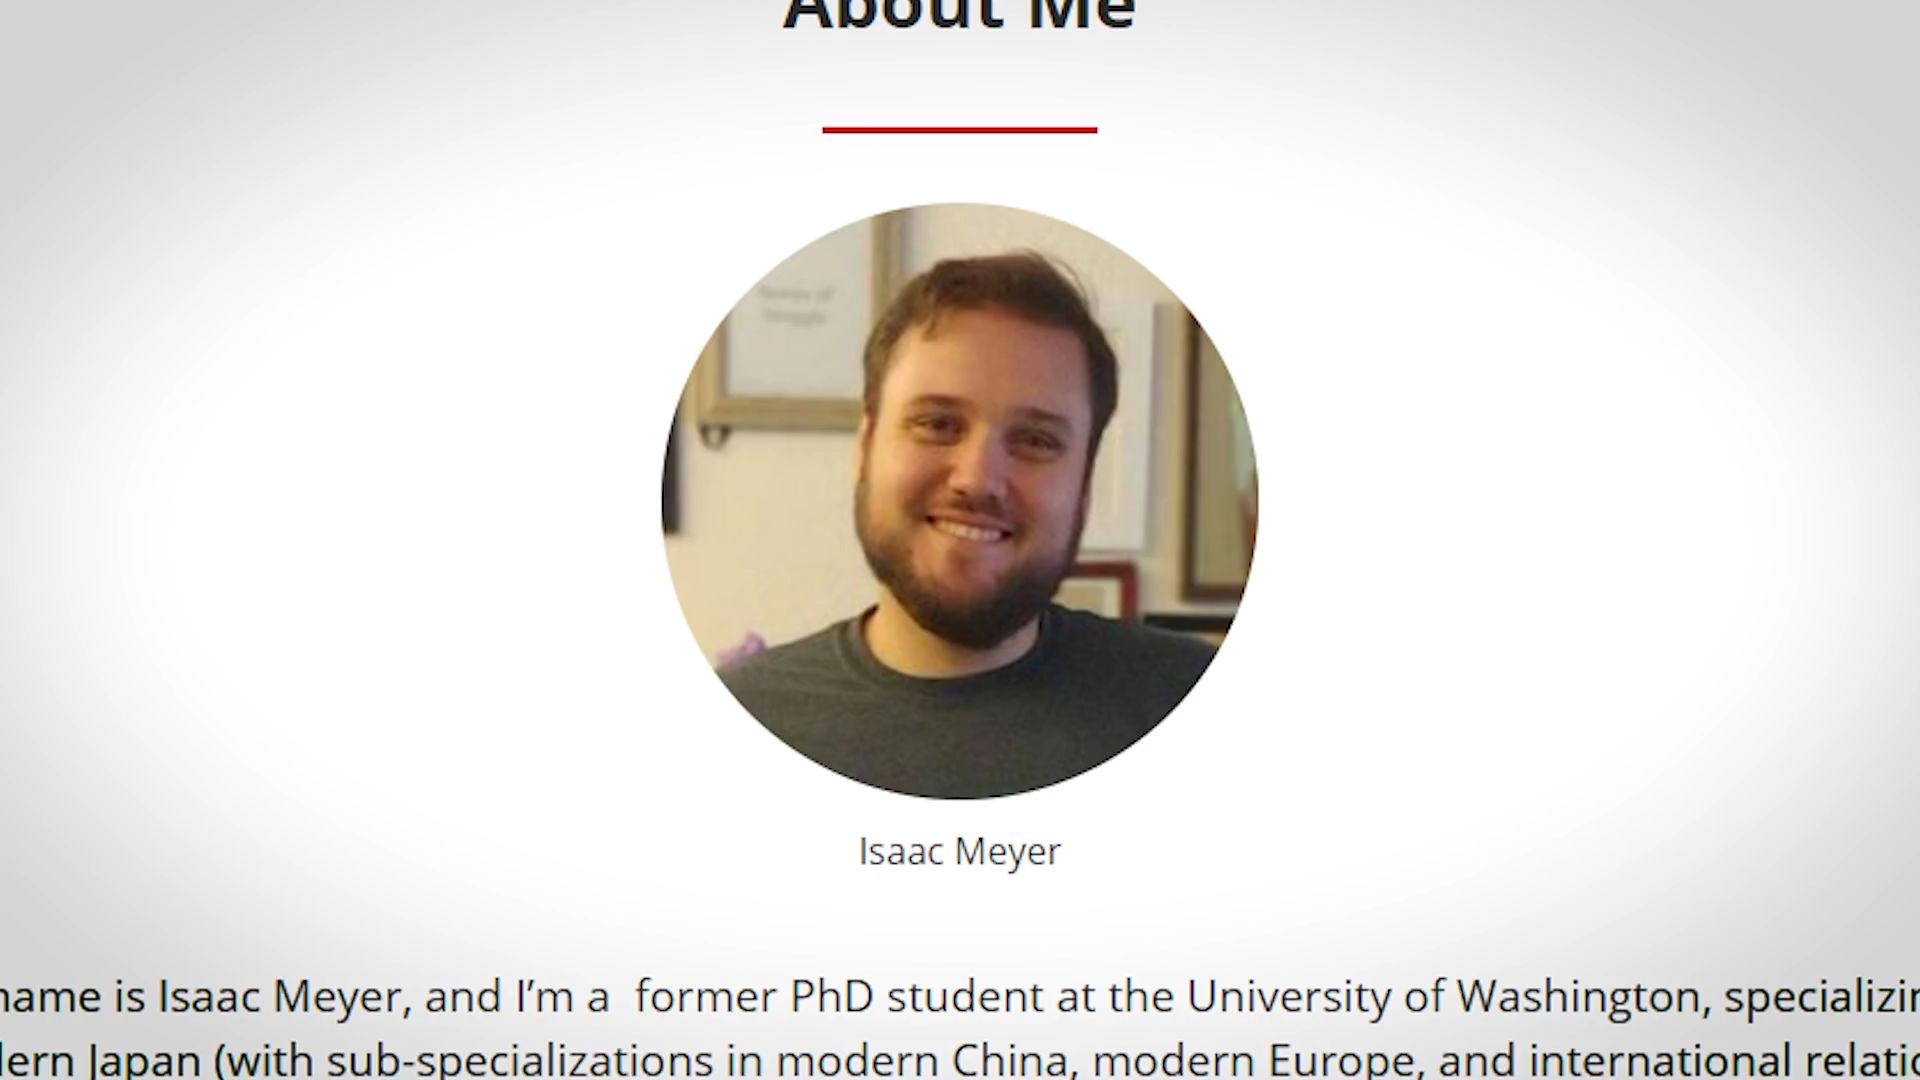 About Me
Isaac Meyer
name is Isaac Meyer, and I’m a former PhD student at the University of Washington, specializin
lern Japan (with sub-specializations in modern China, modern Europe, and international relatio